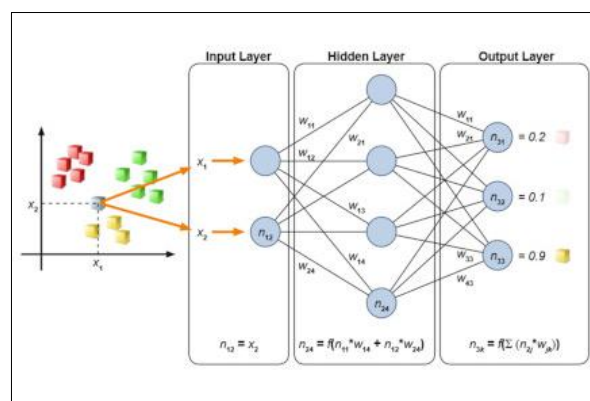 Input Layer
Hidden Layer
Output Layer
w11
w12
w21
w13
w14
w24
w11
w21
w33
w43
x1
x2
n12
n24
n31 = 0.2
n32 = 0.1
n33 = 0.9
x2
x1
n12 = x2
n24 = f(n11*w14 + n12*w24)
n3k = f(Σ (n2j*wjk))